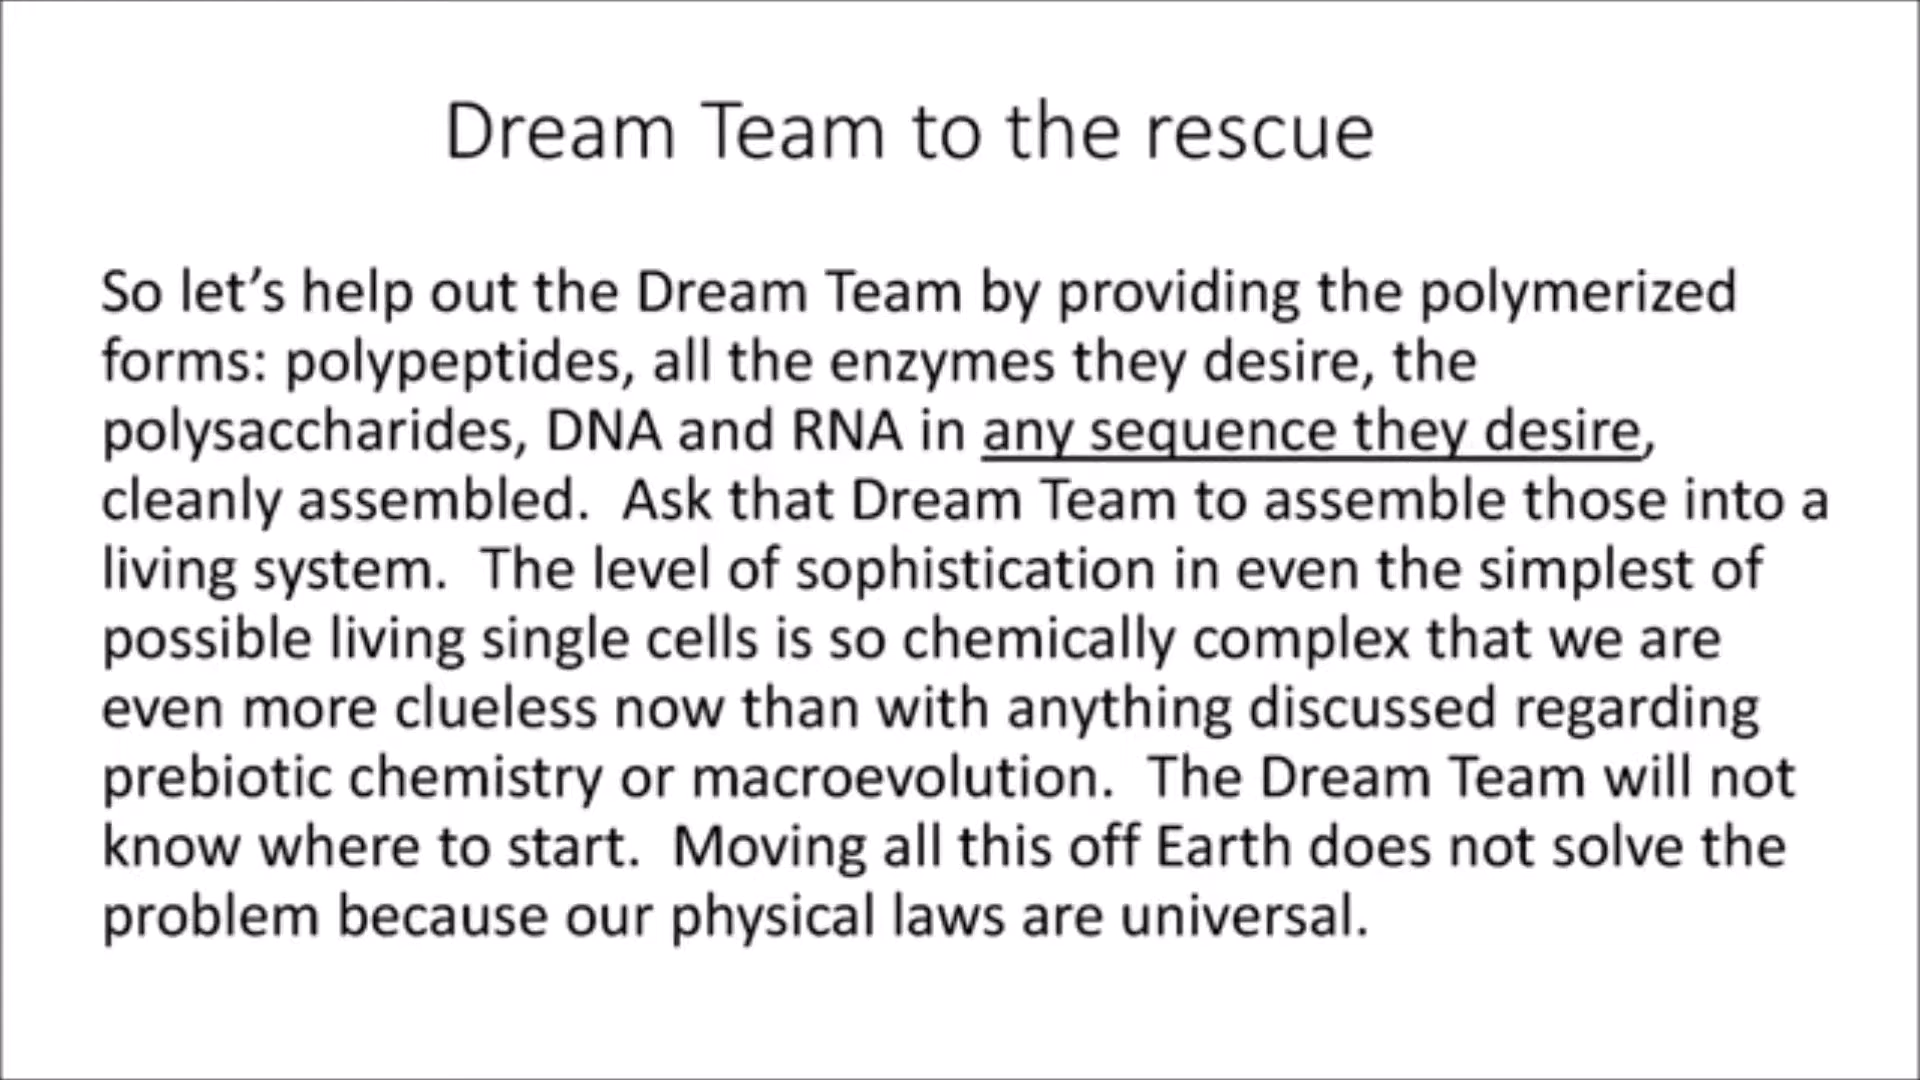 Dream Team to the rescue
So let’s help out the Dream Team by providing the polymerized
forms: polypeptides, all the enzymes they desire, the
polysaccharides, DNA and RNA in any sequence they desire,
cleanly assembled.  Ask that Dream Team to assemble those into a
living system.  The level of sophistication in even the simplest of
possible living single cells is so chemically complex that we are
even more clueless now than with anything discussed regarding
prebiotic chemistry or macroevolution.  The Dream Team will not
know where to start.  Moving all this off Earth does not solve the
problem because our physical laws are universal.